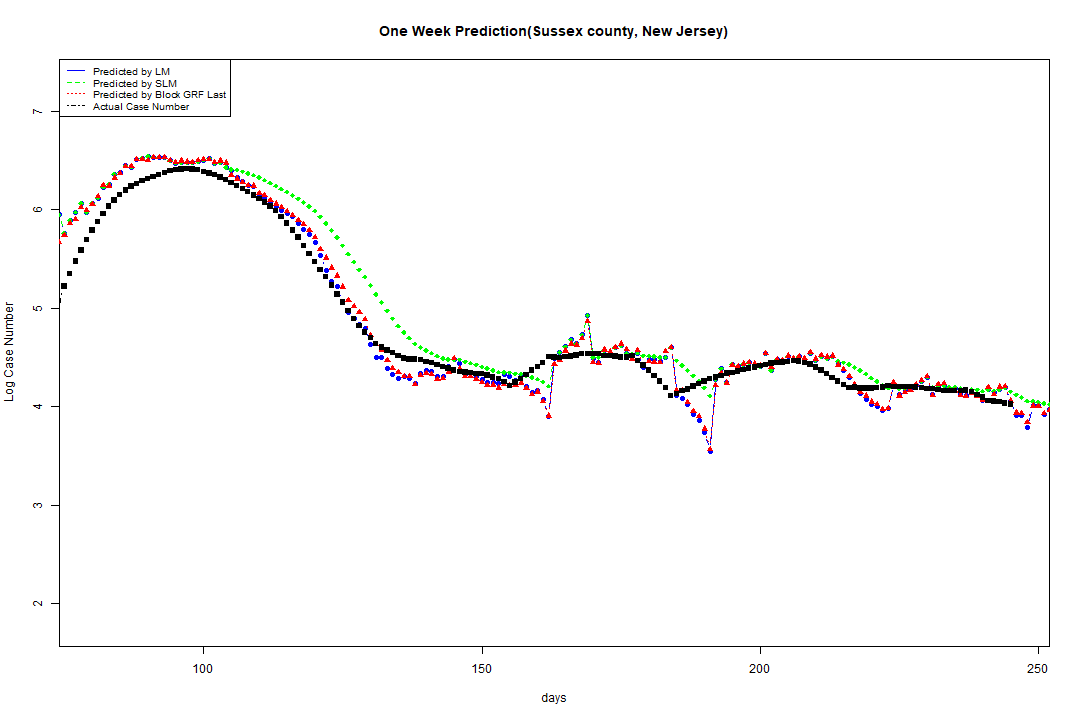 One Week Prediction(Sussex county, New Jersey)
Predicted by LM
Predicted by SLM
Predicted by Block GRF Last
Actual Case Number
7
6
5
4
3
2
Log Case Number
100
150
200
250
days